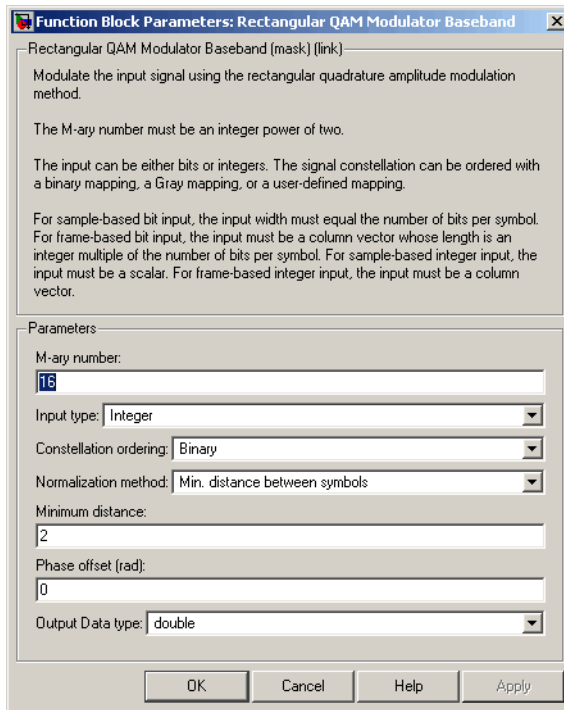 Function Block Parameters: Rectangular QAM Modulator Baseband
Rectangular QAM Modulator Baseband (mask) (link)
Modulate the input signal using the rectangular quadrature amplitude modulation
method.
The M-ary number must be an integer power of two.
The input can be either bits or integers. The signal constellation can be ordered with
a binary mapping, a Gray mapping, or a user-defined mapping.
For sample-based bit input, the input width must equal the number of bits per symbol.
For frame-based bit input, the input must be a column vector whose length is an
integer multiple of the number of bits per symbol. For sample-based integer input, the
input must be a scalar. For frame-based integer input, the input must be a column
vector.
Parameters
M-ary number:
16
Input type: Integer
Constellation ordering: Binary
Normalization method: Min. distance between symbols
Minimum distance:
2
Phase offset (rad):
0
Output Data type: double
OK Cancel Help Apply